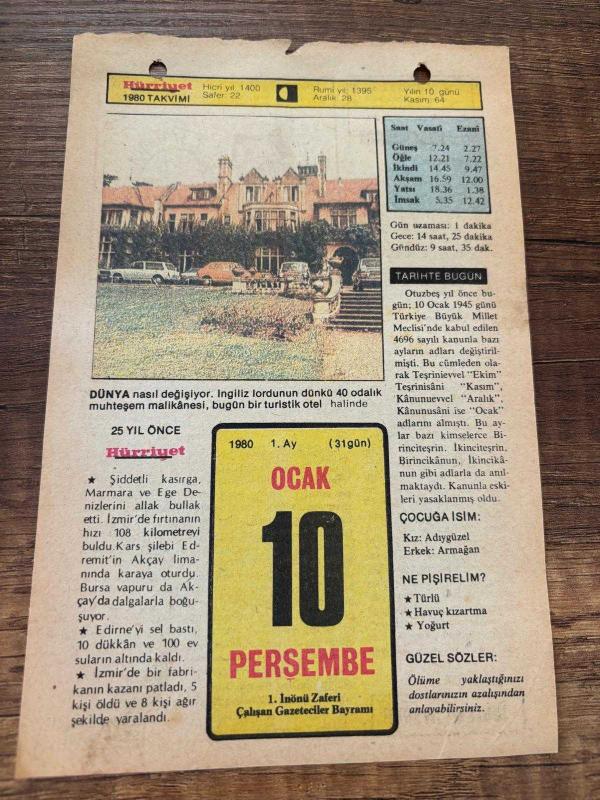 Hürriyet
1980 TAKVİMİ
Hicri yıl: 1400
Safer: 22
Rumi yıl: 1395
Aralık: 28
Yılın 10 günü
Kasım: 64
Saat Vasati Ezani
Güneş 7.24 2.27
Öğle 12.21 7.22
İkindi 14.45 9.47
Akşam 16.59 12.00
Yatsı 18.36 1.38
İmsak 5.35 12.42
Gün uzaması: 1 dakika
Gece: 14 saat, 25 dakika
Gündüz: 9 saat, 35 dak.
DÜNYA nasıl değişiyor. Ingiliz lordunun dünkü 40 odalık
muhteşem malikânesi, bugün bir turistik otel halinde
TARİHTE BUGÜN
Otuzbeş yıl önce bu-
gün; 10 Ocak 1945 günü
Türkiye Büyük Millet
Meclisi'nde kabul edilen
4696 sayılı kanunla bazı
ayların adları değiştiril-
mişti. Bu cümleden ola-
rak Teşrinievvel "Ekim"
Teşrinisâni "Kasım",
Kânunuevvel "Aralık",
Kânunusâni ise "Ocak"
adlarını almıştı. Bu ay-
lar bazı kimselerce Bi-
rinciteşrin. İkinciteşrin,
Birincikânun, İkincikâ-
nun gibi adlarla da anıl-
maktaydı. Kanunla eski-
leri yasaklanmış oldu.
25 YIL ÖNCE
Hürriyet
★ Şiddetli kasırga,
Marmara ve Ege De-
nizlerini allak bullak
etti. İzmir'de fırtınanın
hızı 108 kilometreyi
buldu. Kars şilebi Ed-
remit'in Akçay lima-
nında karaya oturdu.
Bursa vapuru da Ak-
çay'da dalgalarla boğu-
şuyor.
★ Edirne'yi sel bastı,
10 dükkân ve 100 ev
suların altında kaldı.
★ İzmir'de bir fabri-
kanın kazanı patladı, 5
kişi öldü ve 8 kişi ağır
şekilde yaralandı.
1980 1. Ay (31gün)
OCAK
10
PERŞEMBE
1. İnönü Zaferi
Çalışan Gazeteciler Bayramı
ÇOCUĞA İSİM:
Kız: Adıygüzel
Erkek: Armağan
NE PİŞİRELİM?
★ Türlü
★ Havuç kızartma
★ Yoğurt
GÜZEL SÖZLER:
Ölüme yaklaştığınızı
dostlarınızın azalışından
anlayabilirsiniz.